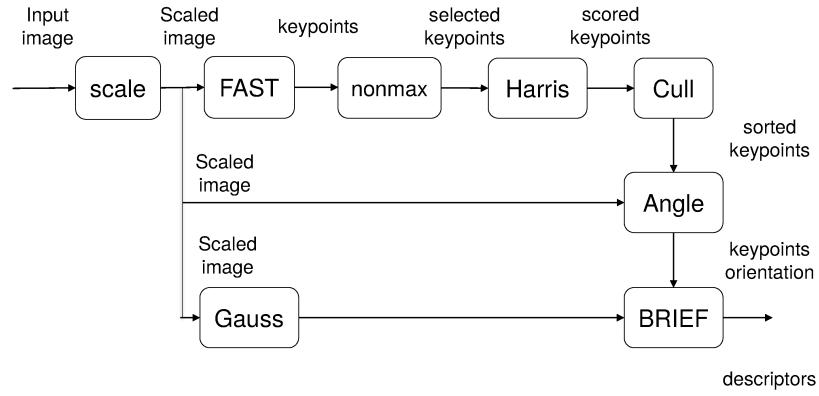 Input
image
Scaled
image
keypoints
selected
keypoints
scored
keypoints
scale
FAST
nonmax
Harris
Cull
sorted
keypoints
Scaled
image
Angle
Scaled
image
keypoints
orientation
Gauss
BRIEF
descriptors